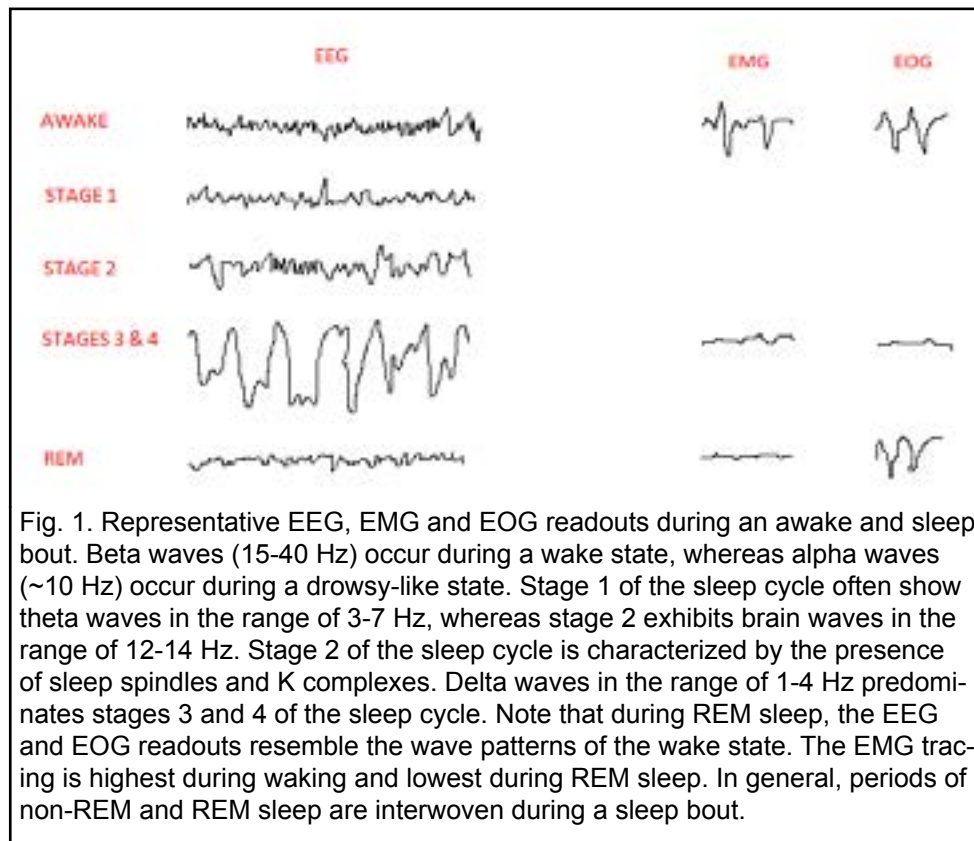 EEG
EMG EOG
AWAKE
STAGE 1
STAGE 2
STAGES 3 & 4
REM
Fig. 1. Representative EEG, EMG and EOG readouts during an awake and sleep
bout. Beta waves (15-40 Hz) occur during a wake state, whereas alpha waves
(~10 Hz) occur during a drowsy-like state. Stage 1 of the sleep cycle often show
theta waves in the range of 3-7 Hz, whereas stage 2 exhibits brain waves in the
range of 12-14 Hz. Stage 2 of the sleep cycle is characterized by the presence
of sleep spindles and K complexes. Delta waves in the range of 1-4 Hz predomi-
nates stages 3 and 4 of the sleep cycle. Note that during REM sleep, the EEG
and EOG readouts resemble the wave patterns of the wake state. The EMG trac-
ing is highest during waking and lowest during REM sleep. In general, periods of
non-REM and REM sleep are interwoven during a sleep bout.